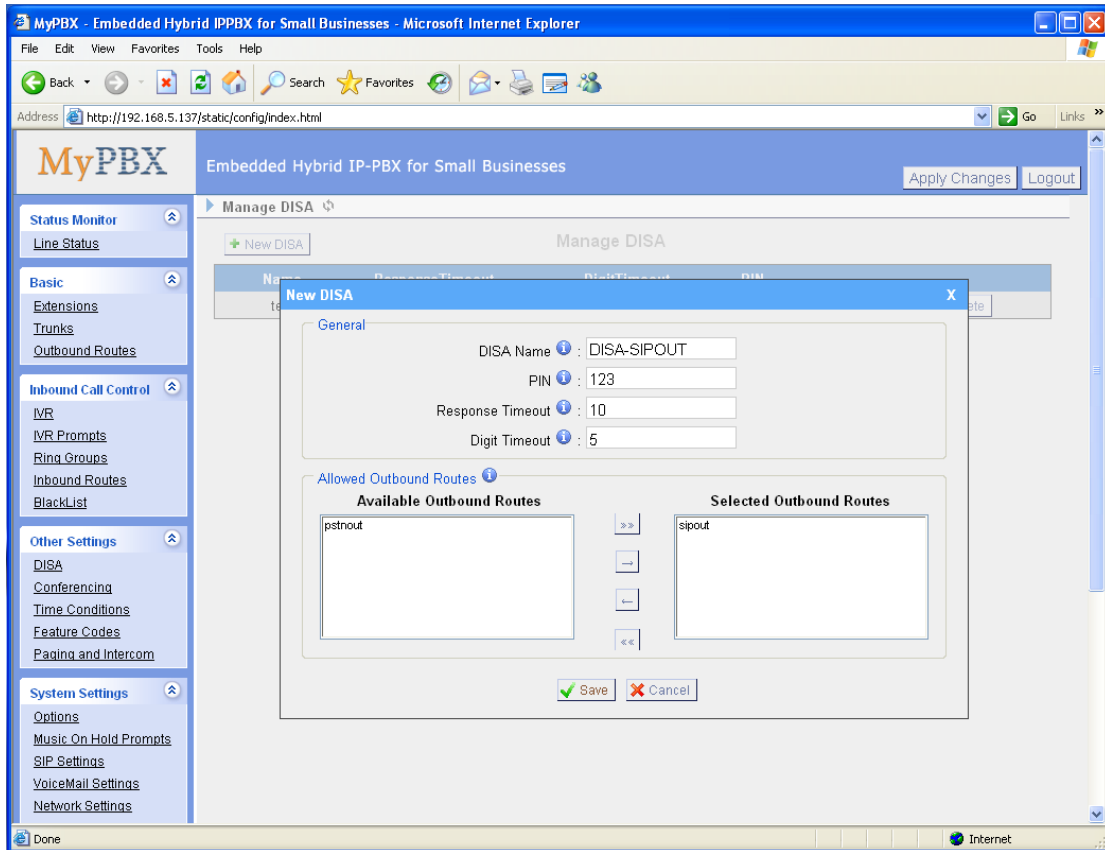 MyPBX - Embedded Hybrid IPPBX for Small Businesses - Microsoft Internet Explorer
File Edit View Favorites Tools Help
Back Search Favorites
Address http://192.168.5.137/static/config/index.html Go Links »
MyPBX
Embedded Hybrid IP-PBX for Small Businesses
Apply Changes Logout
Status Monitor
Line Status
Basic
Extensions
Trunks
Outbound Routes
Inbound Call Control
IVR
IVR Prompts
Ring Groups
Inbound Routes
BlackList
Other Settings
DISA
Conferencing
Time Conditions
Feature Codes
Paging and Intercom
System Settings
Options
Music On Hold Prompts
SIP Settings
VoiceMail Settings
Network Settings
Manage DISA
New DISA
Manage DISA
Name ResponseTimeout DigitTimeout PIN
New DISA X
General
DISA Name : DISA-SIPOUT
PIN : 123
Response Timeout : 10
Digit Timeout : 5
Allowed Outbound Routes
Available Outbound Routes Selected Outbound Routes
pstnout >> sipout
→
←
<<
Save Cancel
Done Internet